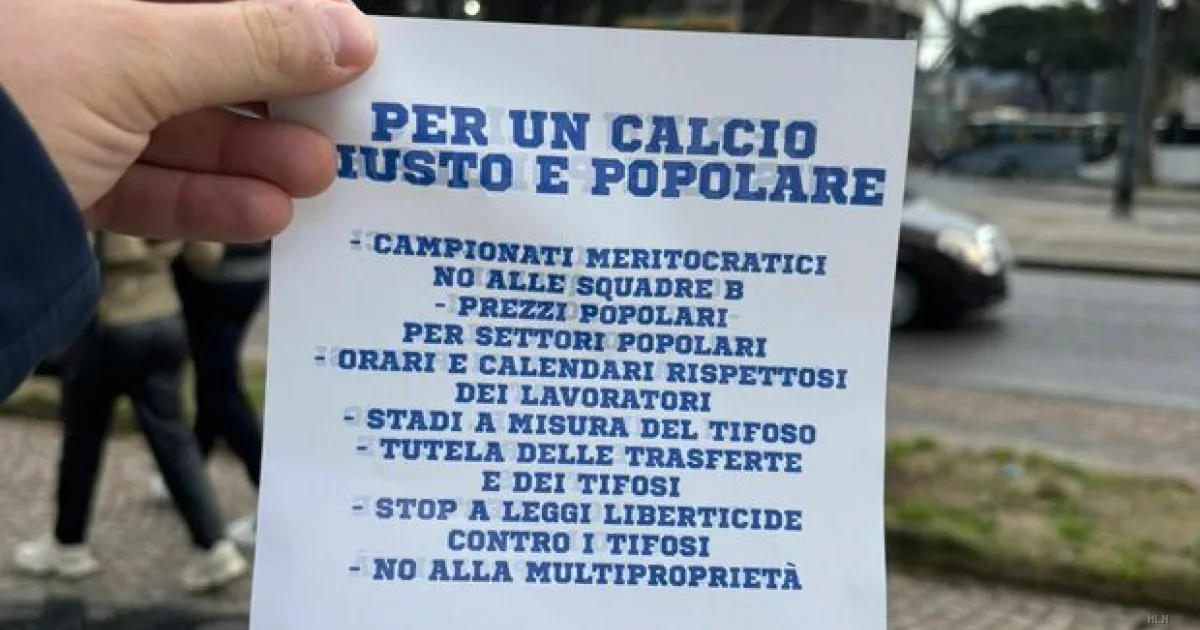 PER UN CALCIO
IUSTO E POPOLARE
- CAMPIONATI MERITOCRATICI
NO ALLE SQUADRE B
- PREZZI POPOLARI
PER SETTORI POPOLARI
- ORARI E CALENDARI RISPETTOSI
DEI LAVORATORI
- STADI A MISURA DEL TIFOSO
- TUTELA DELLE TRASFERTE
E DEI TIFOSI
- STOP A LEGGI LIBERTICIDE
CONTRO I TIFOSI
- NO ALLA MULTIPROPRIETÀ
MLN